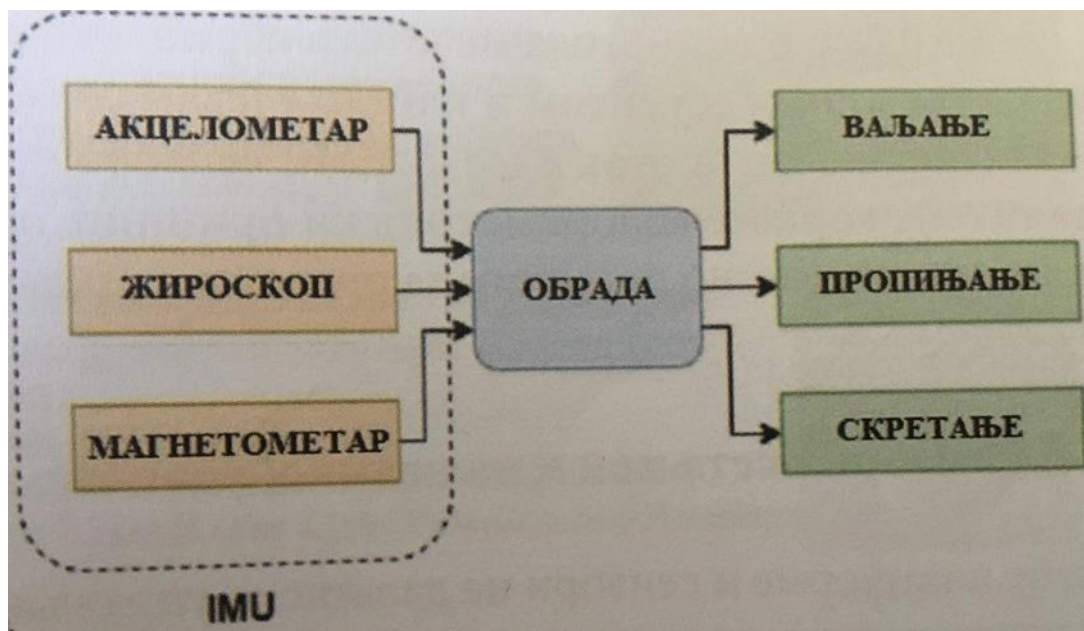 АКЦЕЛОМЕТАР
ЖИРОСКОП
МАГНЕТОМЕТАР
IMU
ОБРАДА
ВАЉАЊЕ
ПРОПИЊАЊЕ
СКРЕТАЊЕ